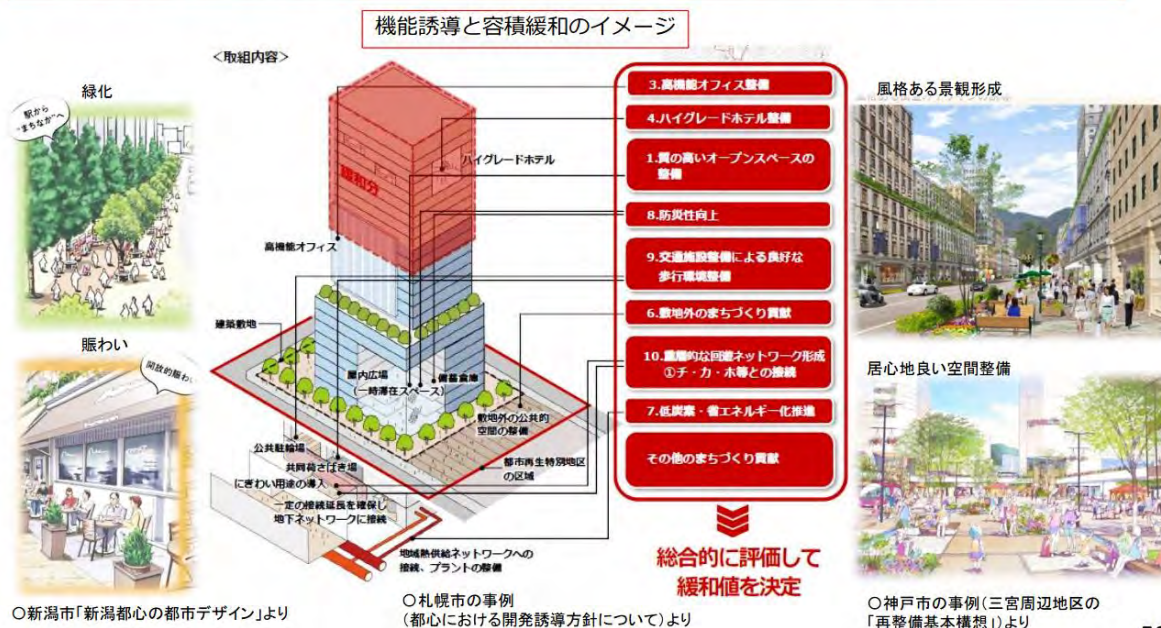 機能誘導と容積緩和のイメージ
<取組内容>
緑化
駅から
"まちなか"へ
賑わい
開放的賑わい
○新潟市「新潟都心の都市デザイン」より
緩和分
ハイグレードホテル
高機能オフィス
建築敷地
屋内広場
(一時滞在スペース)
備蓄倉庫
敷地外の公共的
空間の整備
公共駐輪場
共同荷さばき場
にぎわい用途の導入
都市再生特別地区
の区域
一定の接続延長を確保し
地下ネットワークに接続
地域熱供給ネットワークへの
接続、プラントの整備
○札幌市の事例
(都心における開発誘導方針について)より
3.高機能オフィス整備
4.ハイグレードホテル整備
1.質の高いオープンスペースの
整備
8.防災性向上
9.交通施設整備による良好な
歩行環境整備
6.敷地外のまちづくり貢献
10.重層的な回遊ネットワーク形成
①チ・カ・ホ等との接続
7.低炭素・省エネルギー化推進
その他のまちづくり貢献
総合的に評価して
緩和値を決定
風格ある景観形成
居心地良い空間整備
○神戸市の事例(三宮周辺地区の
「再整備基本構想」)より